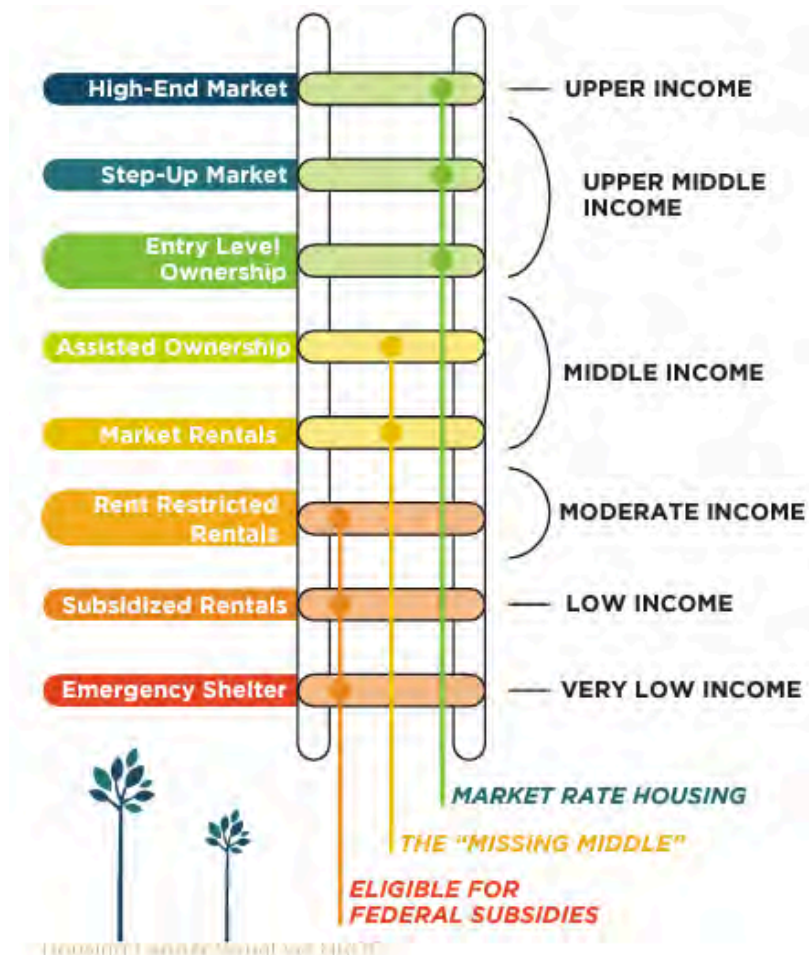 High-End Market
UPPER INCOME
Step-Up Market
UPPER MIDDLE
INCOME
Entry Level
Ownership
Assisted Ownership
MIDDLE INCOME
Market Rentals
Rent Restricted
Rentals
MODERATE INCOME
Subsidized Rentals
LOW INCOME
Emergency Shelter
VERY LOW INCOME
MARKET RATE HOUSING
THE “MISSING MIDDLE”
ELIGIBLE FOR
FEDERAL SUBSIDIES